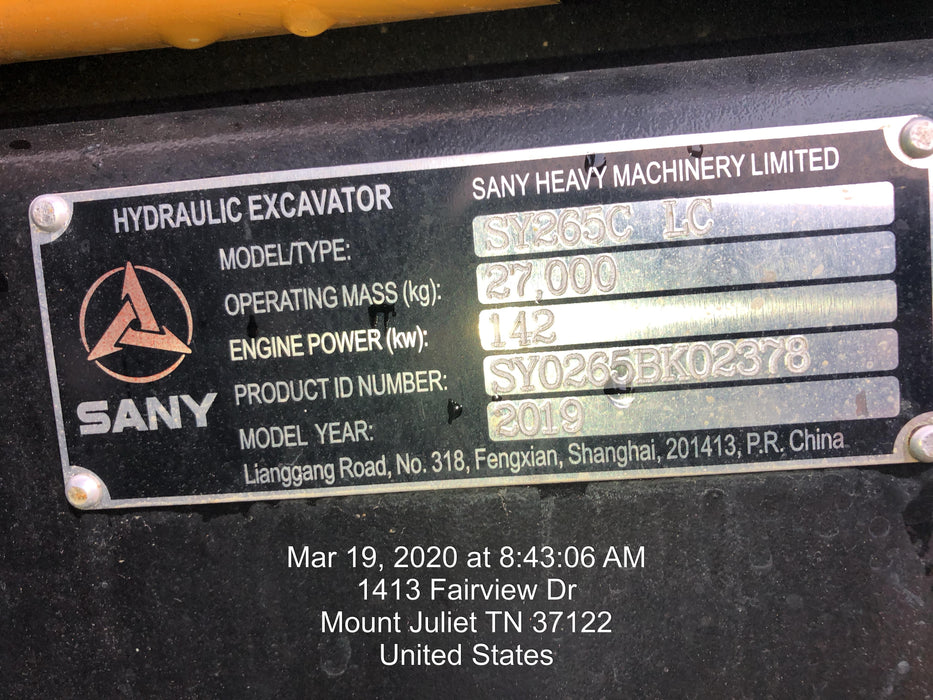 HYDRAULIC EXCAVATOR
SANY HEAVY MACHINERY LIMITED
MODEL/TYPE: SY265C LC
OPERATING MASS (kg): 27,000
ENGINE POWER (kw): 142
PRODUCT ID NUMBER: SY0265BK02378
MODEL YEAR: 2019
SANY
Lianggang Road, No. 318, Fengxian, Shanghai, 201413, P.R. China
Mar 19, 2020 at 8:43:06 AM
1413 Fairview Dr
Mount Juliet TN 37122
United States